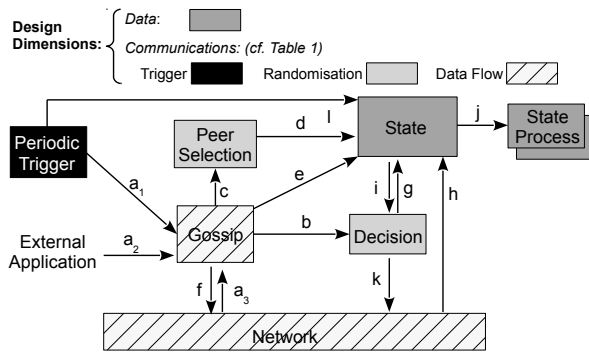 Design
Dimensions:
Data:
Communications: (cf. Table 1)
Trigger
Randomisation
Data Flow
Periodic
Trigger
Peer
Selection
State
State
Process
External
Application
Gossip
Decision
Network
l
d
j
a1
c
e
i
g
h
a2
b
f
a3
k